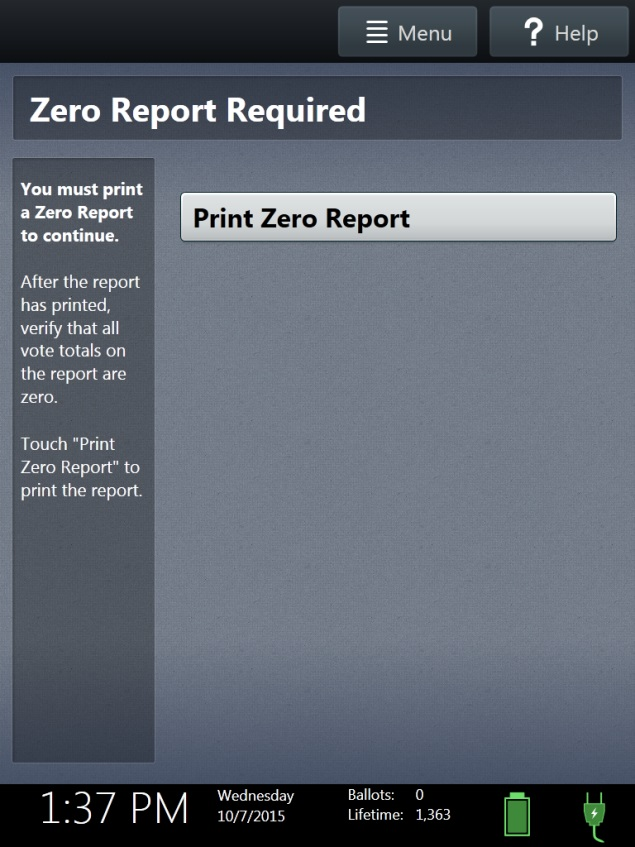 Menu
Help
Zero Report Required
You must print
a Zero Report
to continue.
After the report
has printed,
verify that all
vote totals on
the report are
zero.
Touch "Print
Zero Report" to
print the report.
Print Zero Report
1:37 PM
Wednesday
10/7/2015
Ballots: 0
Lifetime: 1,363